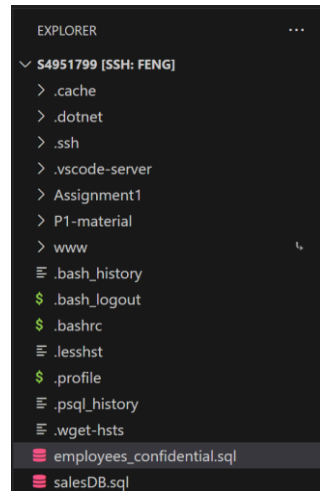 EXPLORER ...
S4951799 [SSH: FENG]
.cache
.dotnet
.ssh
.vscode-server
Assignment1
P1-material
www
.bash_history
$ .bash_logout
$ .bashrc
.lesshst
$ .profile
.psql_history
.wget-hsts
employees_confidential.sql
salesDB.sql